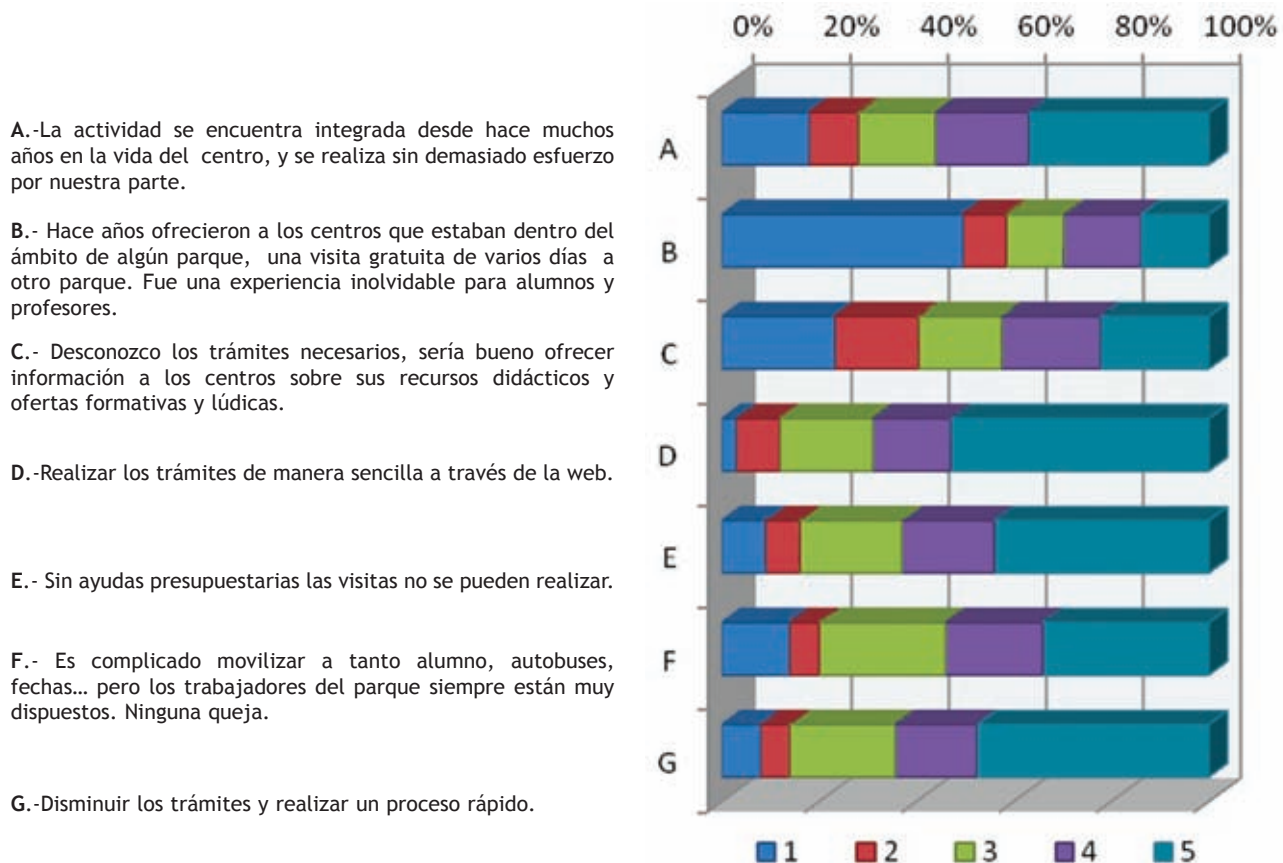 0% 20% 40% 60% 80% 100%
A.-La actividad se encuentra integrada desde hace muchos
años en la vida del centro, y se realiza sin demasiado esfuerzo
por nuestra parte.
A
B.- Hace años ofrecieron a los centros que estaban dentro del
ámbito de algún parque, una visita gratuita de varios días a
otro parque. Fue una experiencia inolvidable para alumnos y
profesores.
B
C.- Desconozco los trámites necesarios, sería bueno ofrecer
información a los centros sobre sus recursos didácticos y
ofertas formativas y lúdicas.
C
D.-Realizar los trámites de manera sencilla a través de la web.
D
E.- Sin ayudas presupuestarias las visitas no se pueden realizar.
E
F.- Es complicado movilizar a tanto alumno, autobuses,
fechas… pero los trabajadores del parque siempre están muy
dispuestos. Ninguna queja.
F
G.-Disminuir los trámites y realizar un proceso rápido.
G
1 2 3 4 5